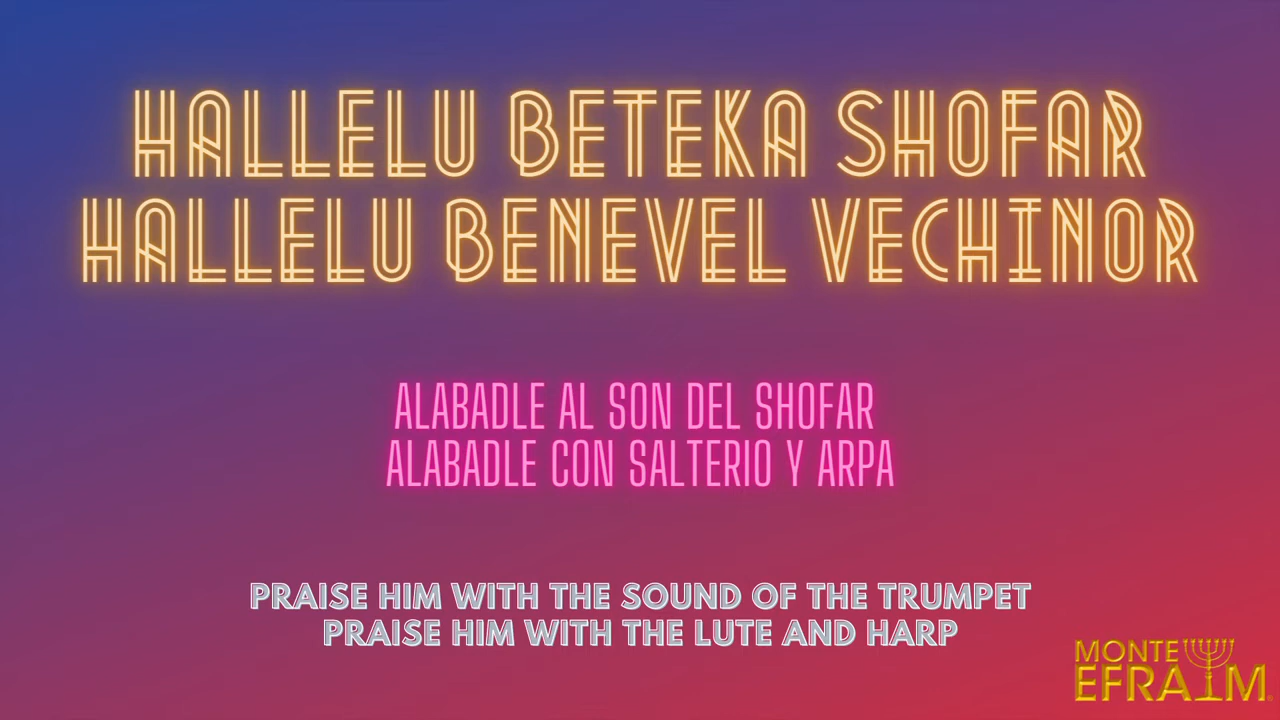 HALLELU BETEKA SHOFAR
HALLELU BENEVEL VECHINOR
ALABADLE AL SON DEL SHOFAR
ALABADLE CON SALTERIO Y ARPA
PRAISE HIM WITH THE SOUND OF THE TRUMPET
PRAISE HIM WITH THE LUTE AND HARP
MONTE
EFRAIM